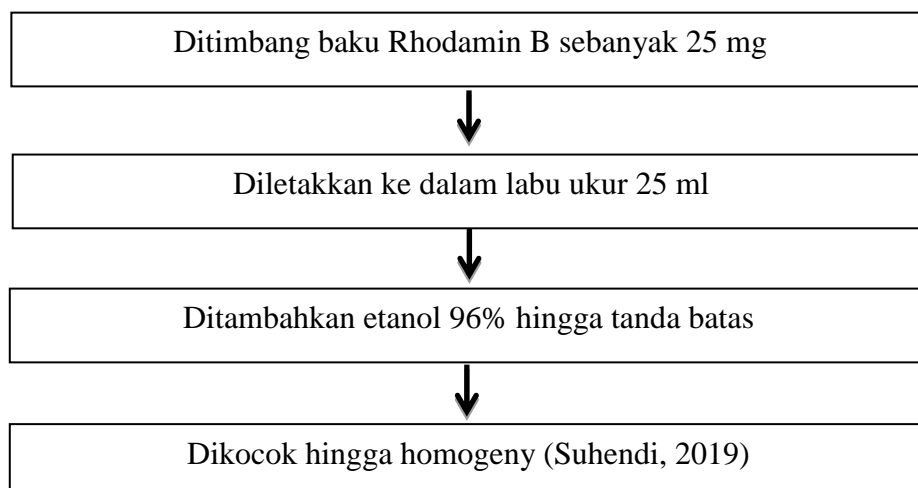 Ditimbang baku Rhodamin B sebanyak 25 mg
Diletakkan ke dalam labu ukur 25 ml
Ditambahkan etanol 96% hingga tanda batas
Dikocok hingga homogeny (Suhendi, 2019)